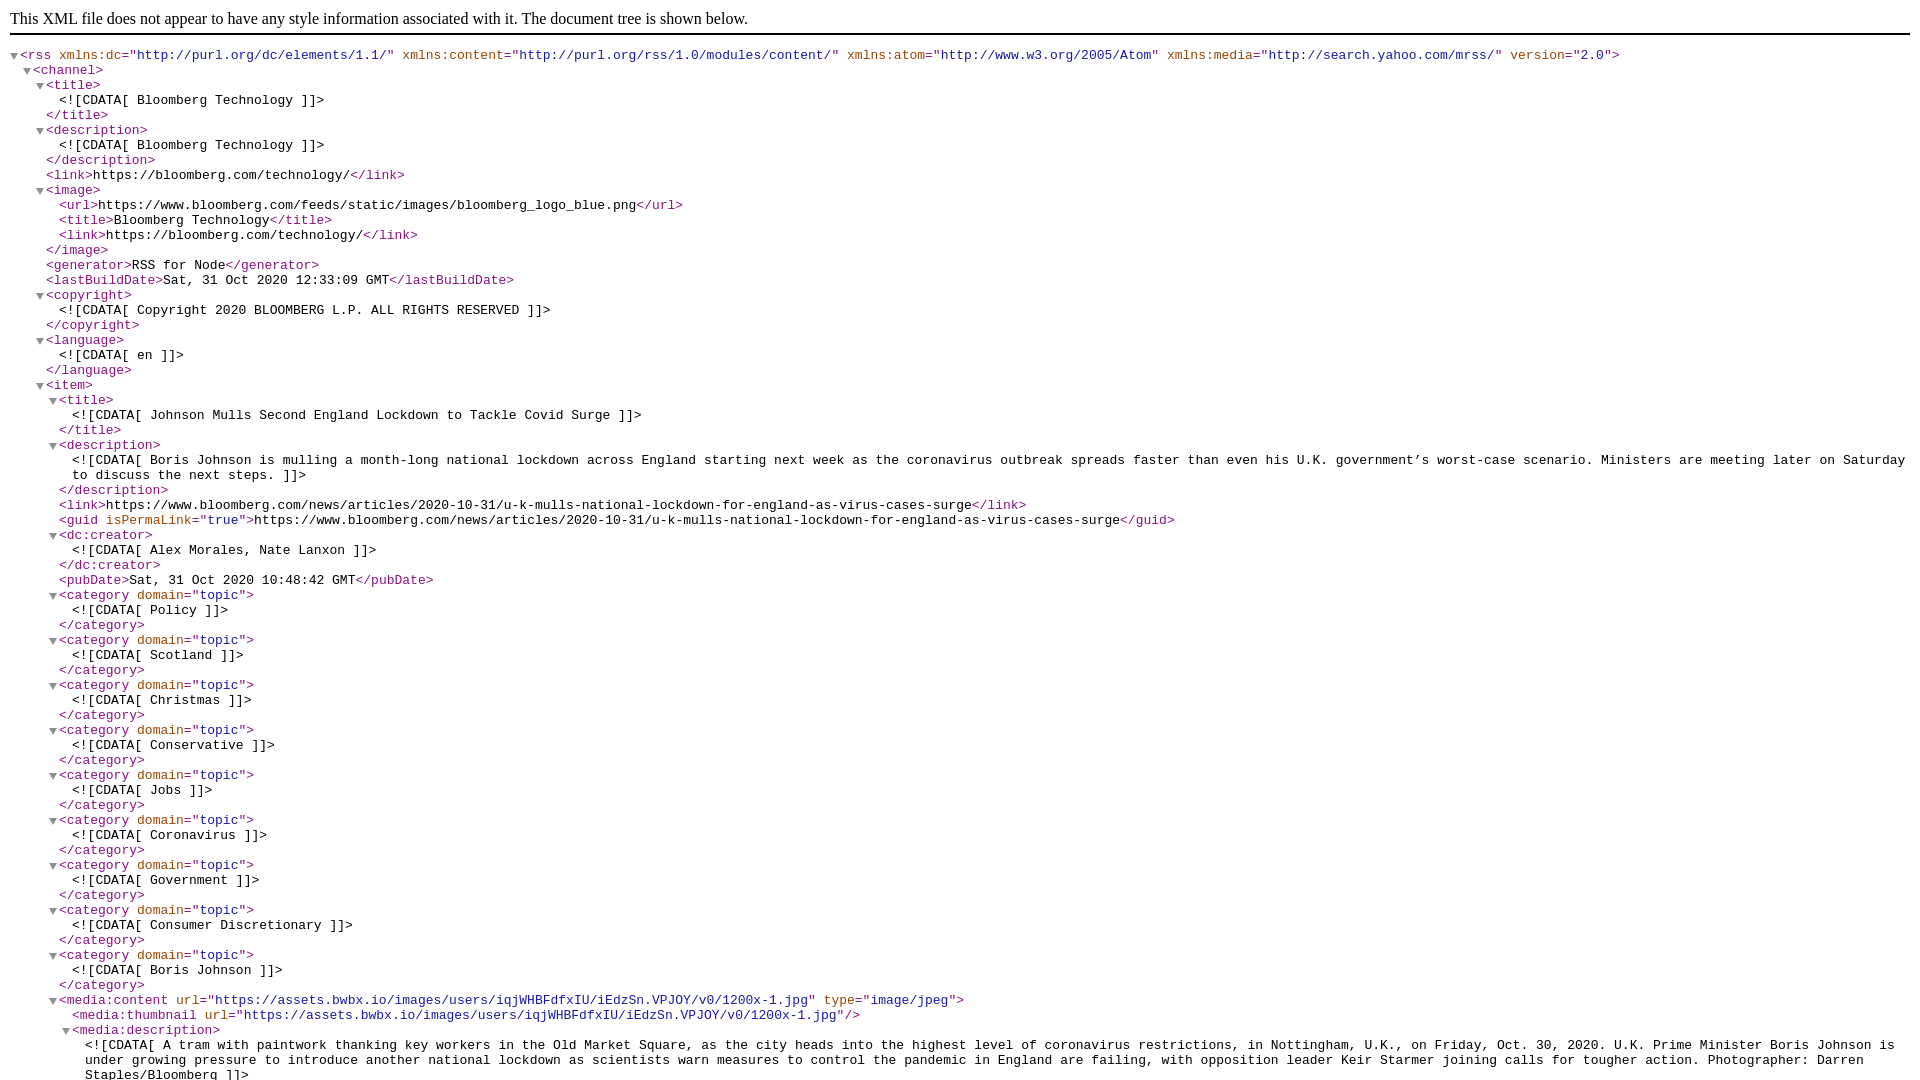 This XML file does not appear to have any style information associated with it. The document tree is shown below.
<rss xmlns:dc="http://purl.org/dc/elements/1.1/" xmlns:content="http://purl.org/rss/1.0/modules/content/" xmlns:atom="http://www.w3.org/2005/Atom" xmlns:media="http://search.yahoo.com/mrss/" version="2.0">
<channel>
<title>
<![CDATA[ Bloomberg Technology ]]>
</title>
<description>
<![CDATA[ Bloomberg Technology ]]>
</description>
<link>https://bloomberg.com/technology/</link>
<image>
<url>https://www.bloomberg.com/feeds/static/images/bloomberg_logo_blue.png</url>
<title>Bloomberg Technology</title>
<link>https://bloomberg.com/technology/</link>
</image>
<generator>RSS for Node</generator>
<lastBuildDate>Sat, 31 Oct 2020 12:33:09 GMT</lastBuildDate>
<copyright>
<![CDATA[ Copyright 2020 BLOOMBERG L.P. ALL RIGHTS RESERVED ]]>
</copyright>
<language>
<![CDATA[ en ]]>
</language>
<item>
<title>
<![CDATA[ Johnson Mulls Second England Lockdown to Tackle Covid Surge ]]>
</title>
<description>
<![CDATA[ Boris Johnson is mulling a month-long national lockdown across England starting next week as the coronavirus outbreak spreads faster than even his U.K. government’s worst-case scenario. Ministers are meeting later on Saturday
to discuss the next steps. ]]>
</description>
<link>https://www.bloomberg.com/news/articles/2020-10-31/u-k-mulls-national-lockdown-for-england-as-virus-cases-surge</link>
<guid isPermaLink="true">https://www.bloomberg.com/news/articles/2020-10-31/u-k-mulls-national-lockdown-for-england-as-virus-cases-surge</guid>
<dc:creator>
<![CDATA[ Alex Morales, Nate Lanxon ]]>
</dc:creator>
<pubDate>Sat, 31 Oct 2020 10:48:42 GMT</pubDate>
<category domain="topic">
<![CDATA[ Policy ]]>
</category>
<category domain="topic">
<![CDATA[ Scotland ]]>
</category>
<category domain="topic">
<![CDATA[ Christmas ]]>
</category>
<category domain="topic">
<![CDATA[ Conservative ]]>
</category>
<category domain="topic">
<![CDATA[ Jobs ]]>
</category>
<category domain="topic">
<![CDATA[ Coronavirus ]]>
</category>
<category domain="topic">
<![CDATA[ Government ]]>
</category>
<category domain="topic">
<![CDATA[ Consumer Discretionary ]]>
</category>
<category domain="topic">
<![CDATA[ Boris Johnson ]]>
</category>
<media:content url="https://assets.bwbx.io/images/users/iqjWHBFdfxIU/iEdzSn.VPJOY/v0/1200x-1.jpg" type="image/jpeg">
<media:thumbnail url="https://assets.bwbx.io/images/users/iqjWHBFdfxIU/iEdzSn.VPJOY/v0/1200x-1.jpg"/>
<media:description>
<![CDATA[ A tram with paintwork thanking key workers in the Old Market Square, as the city heads into the highest level of coronavirus restrictions, in Nottingham, U.K., on Friday, Oct. 30, 2020. U.K. Prime Minister Boris Johnson is
under growing pressure to introduce another national lockdown as scientists warn measures to control the pandemic in England are failing, with opposition leader Keir Starmer joining calls for tougher action. Photographer: Darren
Staples/Bloomberg ]]>